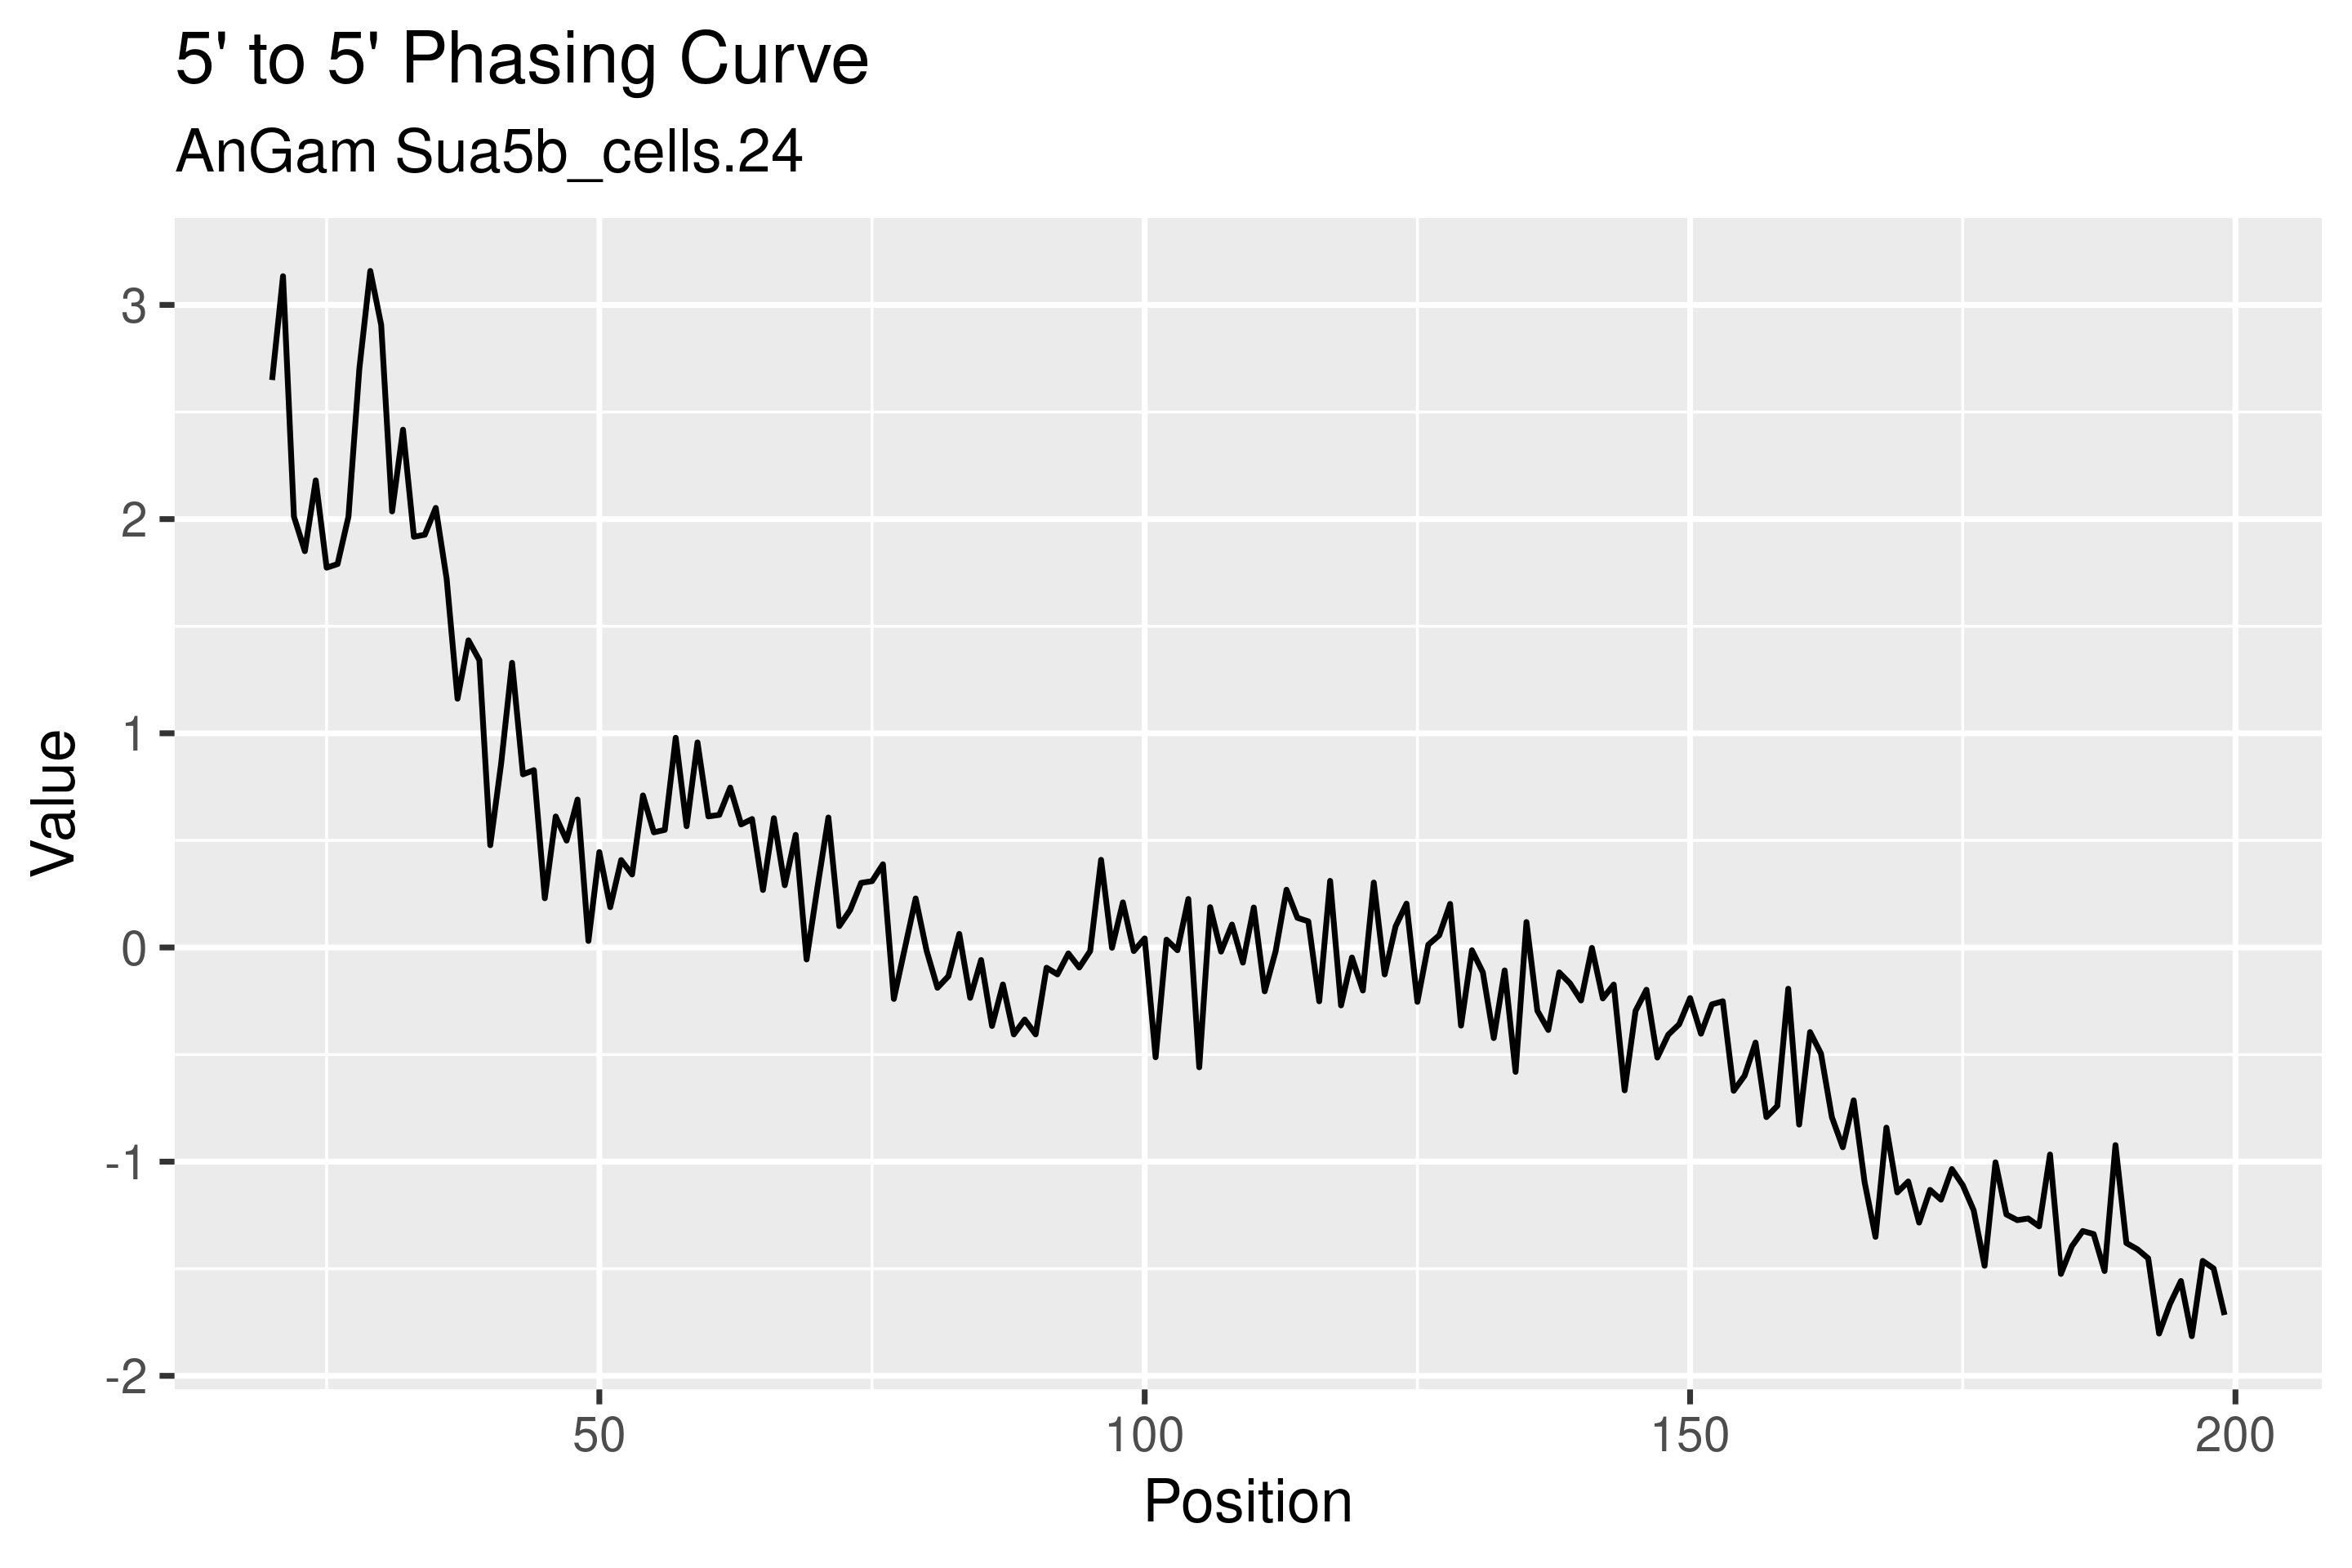 5' to 5' Phasing Curve
AnGam Sua5b_cells.24
3
2
1
0
-1
-2
Value
50 100 150 200
Position